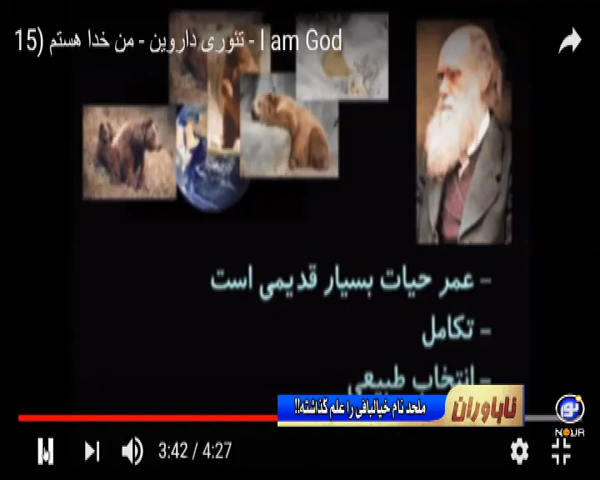 15) من خدا هستم - تئوری داروین - I am God
- عمر حیات بسیار قدیمی است
- تکامل
- انتخاب طبیعی
ملحد نام خیالبافی را علم گذاشته!!
ناباوران
نور
NOUR
3:42 / 4:27